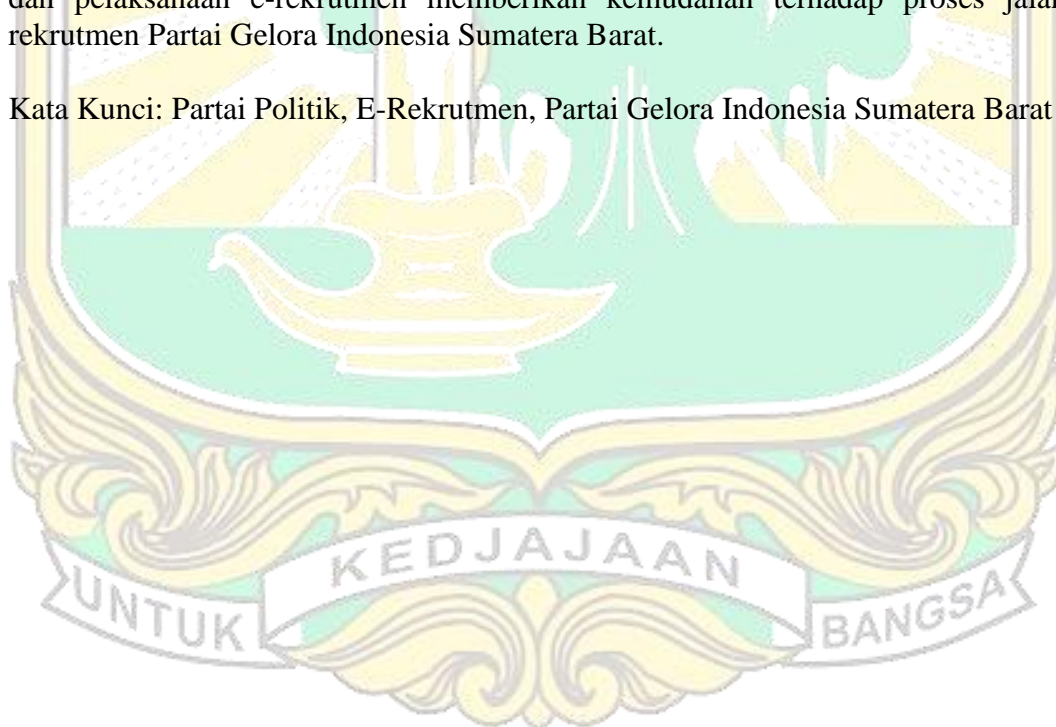 dan pelaksanaan e-rekrutmen memberikan kemudahan terhadap proses jalan
rekrutmen Partai Gelora Indonesia Sumatera Barat.
Kata Kunci: Partai Politik, E-Rekrutmen, Partai Gelora Indonesia Sumatera Barat
UNTUK KEDJAJAAN BANGSA